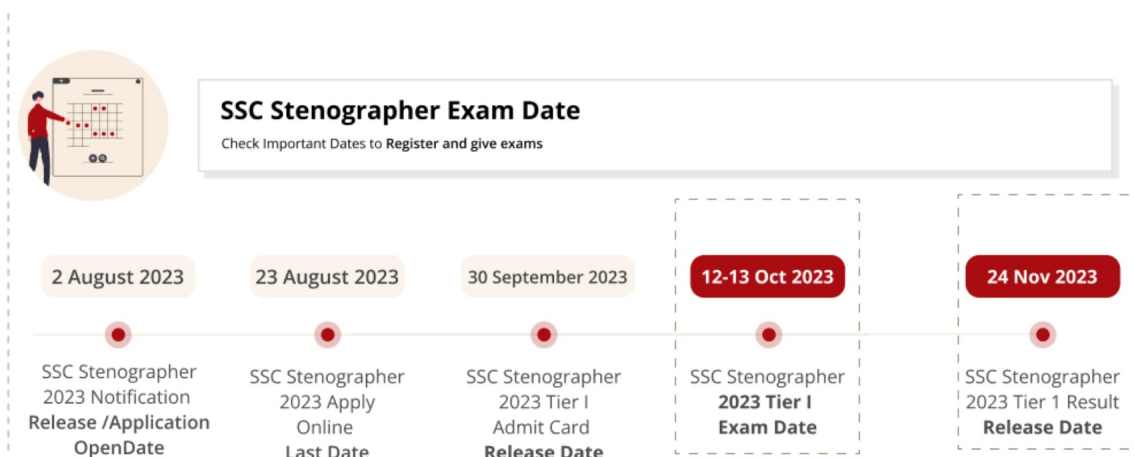 SSC Stenographer Exam Date
Check Important Dates to Register and give exams
2 August 2023
SSC Stenographer
2023 Notification
Release /Application
OpenDate
23 August 2023
SSC Stenographer
2023 Apply
Online
Last Date
30 September 2023
SSC Stenographer
2023 Tier I
Admit Card
Release Date
12-13 Oct 2023
SSC Stenographer
2023 Tier I
Exam Date
24 Nov 2023
SSC Stenographer
2023 Tier 1 Result
Release Date